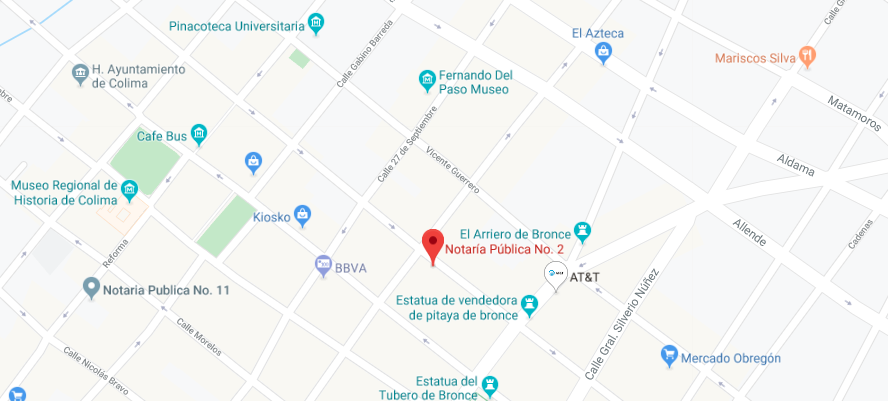 Pinacoteca Universitaria
El Azteca
Calle Gabino Barreda
Mariscos Silva
H. Ayuntamiento
de Colima
Fernando Del
Paso Museo
Matamoros
Cafe Bus
Calle 27 de Septiembre
Vicente Guerrero
Aldama
Museo Regional de
Historia de Colima
Kiosko
El Arriero de Bronce
Notaría Pública No. 2
Allende
Cadenas
Reforma
BBVA
AT&T
Notaria Publica No. 11
Estatua de vendedora
de pitaya de bronce
Calle Gral. Silverio Núñez
Calle Morelos
Calle Nicolás Bravo
Mercado Obregón
Estatua del
Tubero de Bronce